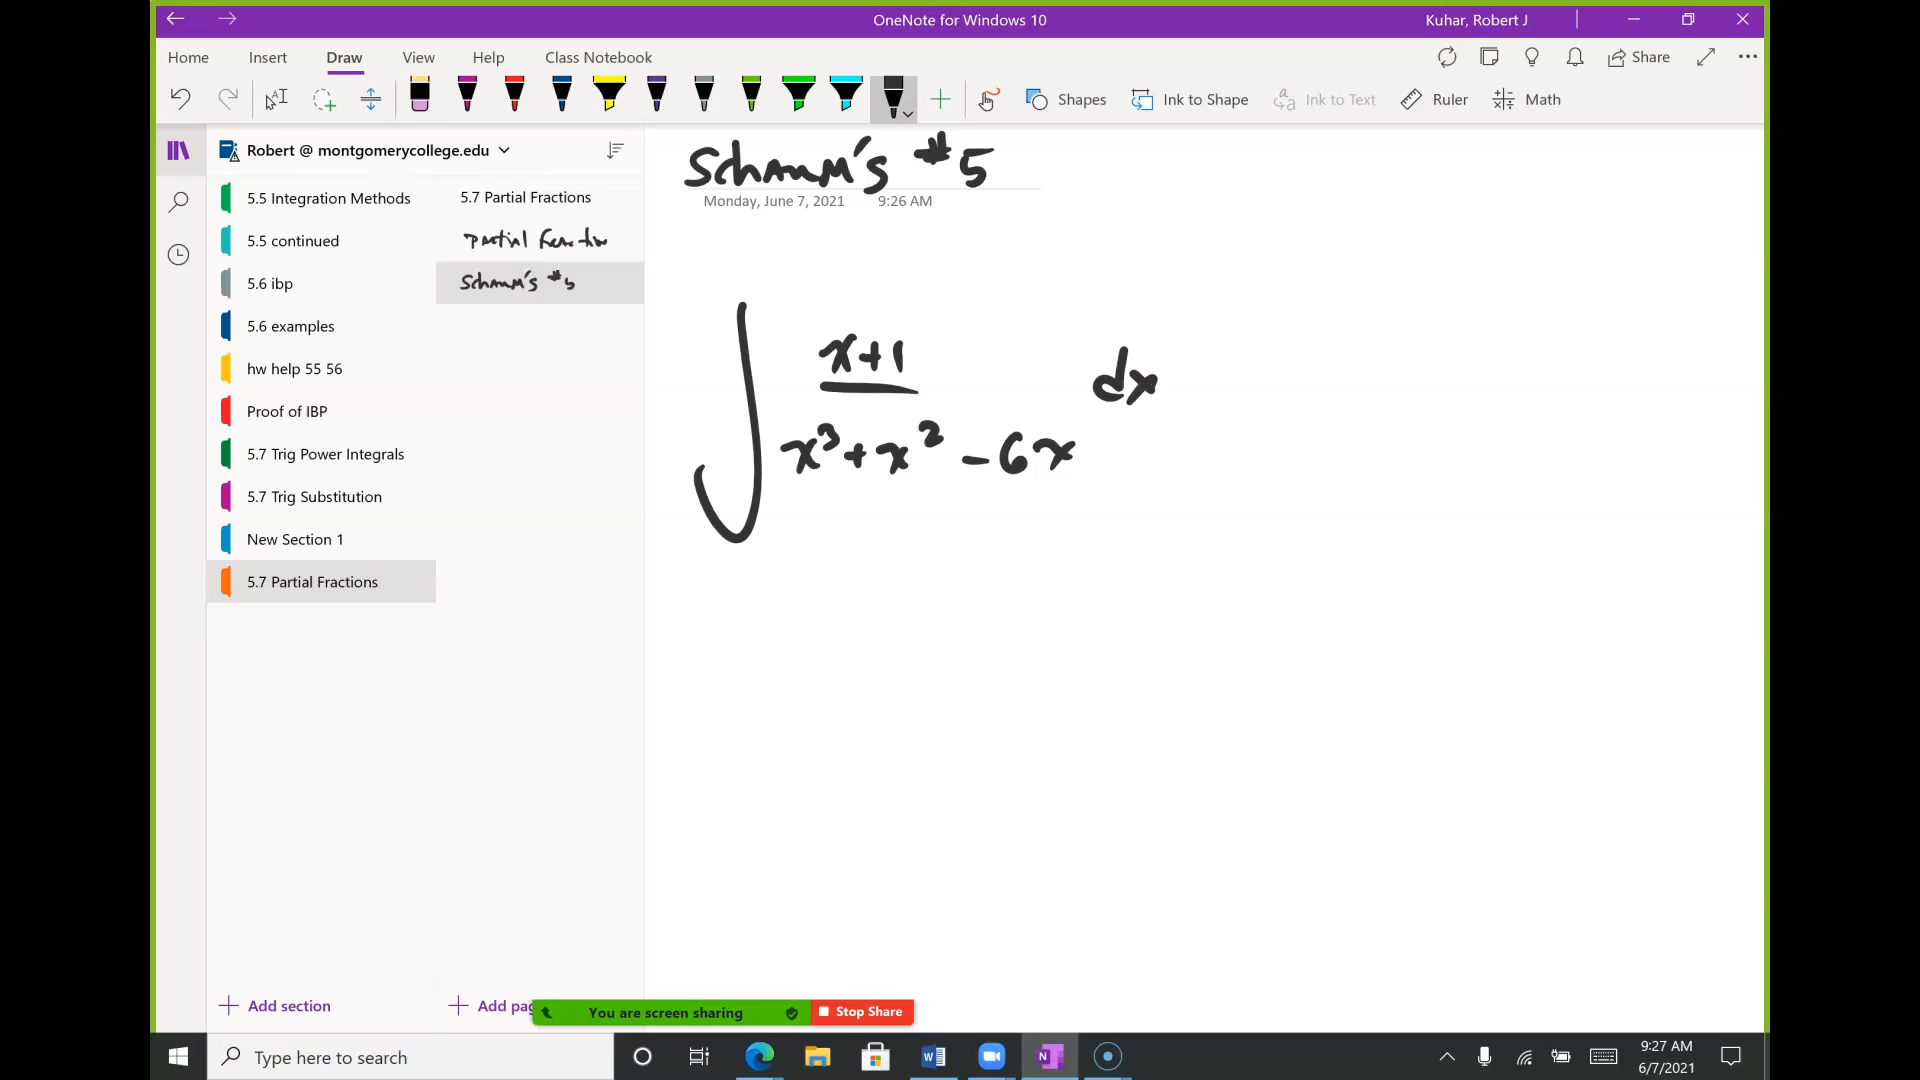 OneNote for Windows 10
Kuhar, Robert J
Home Insert Draw View Help Class Notebook
Share
Shapes Ink to Shape Ink to Text Ruler Math
Robert @ montgomerycollege.edu
5.5 Integration Methods
5.5 continued
5.6 ibp
5.6 examples
hw help 55 56
Proof of IBP
5.7 Trig Power Integrals
5.7 Trig Substitution
New Section 1
5.7 Partial Fractions
Add section
5.7 Partial Fractions
Schaum's #5
Add pag
Schaum's #5
Monday, June 7, 2021 9:26 AM
∫ (x+1)/(x³+x²-6x) dx
You are screen sharing Stop Share
Type here to search
9:27 AM
6/7/2021